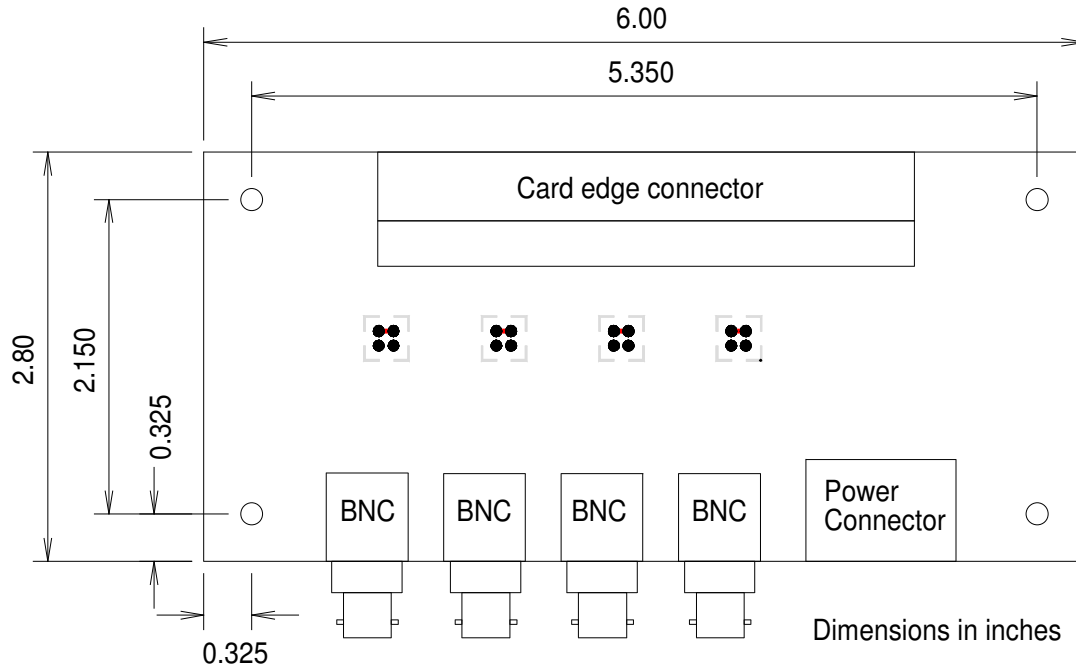 6.00
5.350
Card edge connector
2.80
2.150
0.325
BNC
BNC
BNC
BNC
Power
Connector
0.325
Dimensions in inches